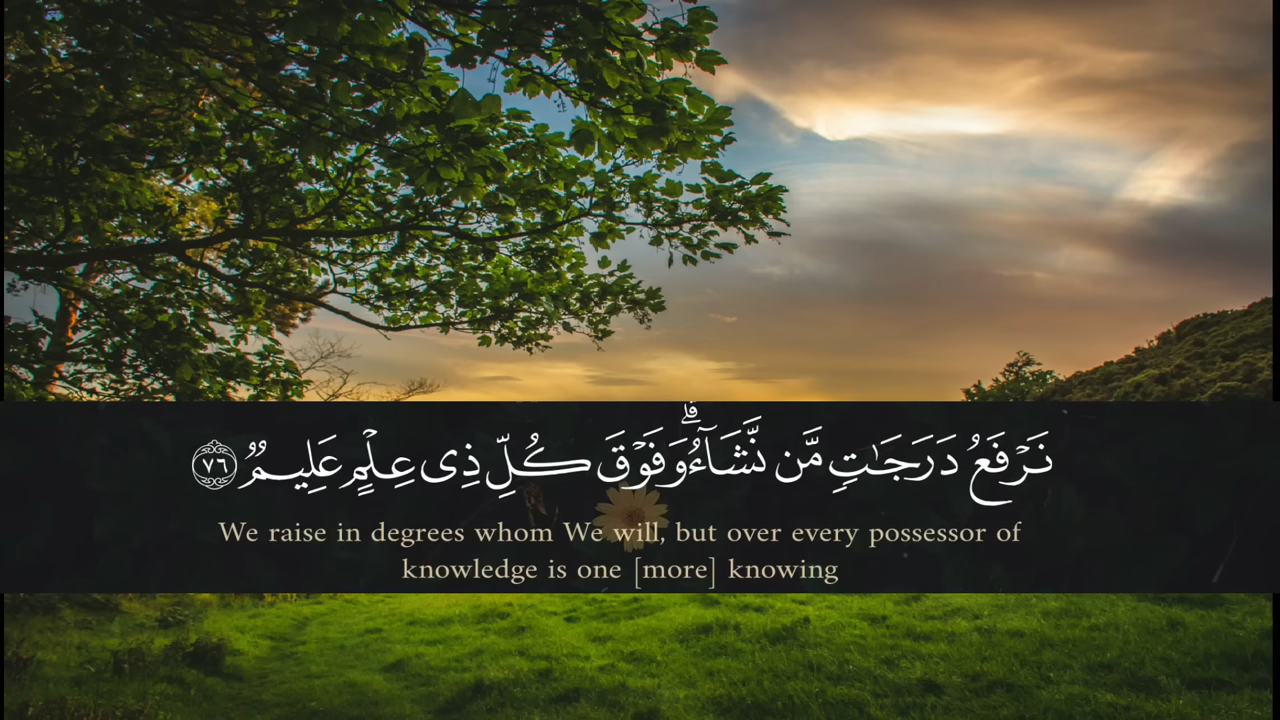 نَرْفَعُ دَرَجَٰتٍ مَّن نَّشَآءُ ۗ وَفَوْقَ كُلِّ ذِى عِلْمٍ عَلِيمٌ ٧٦
We raise in degrees whom We will, but over every possessor of
knowledge is one [more] knowing